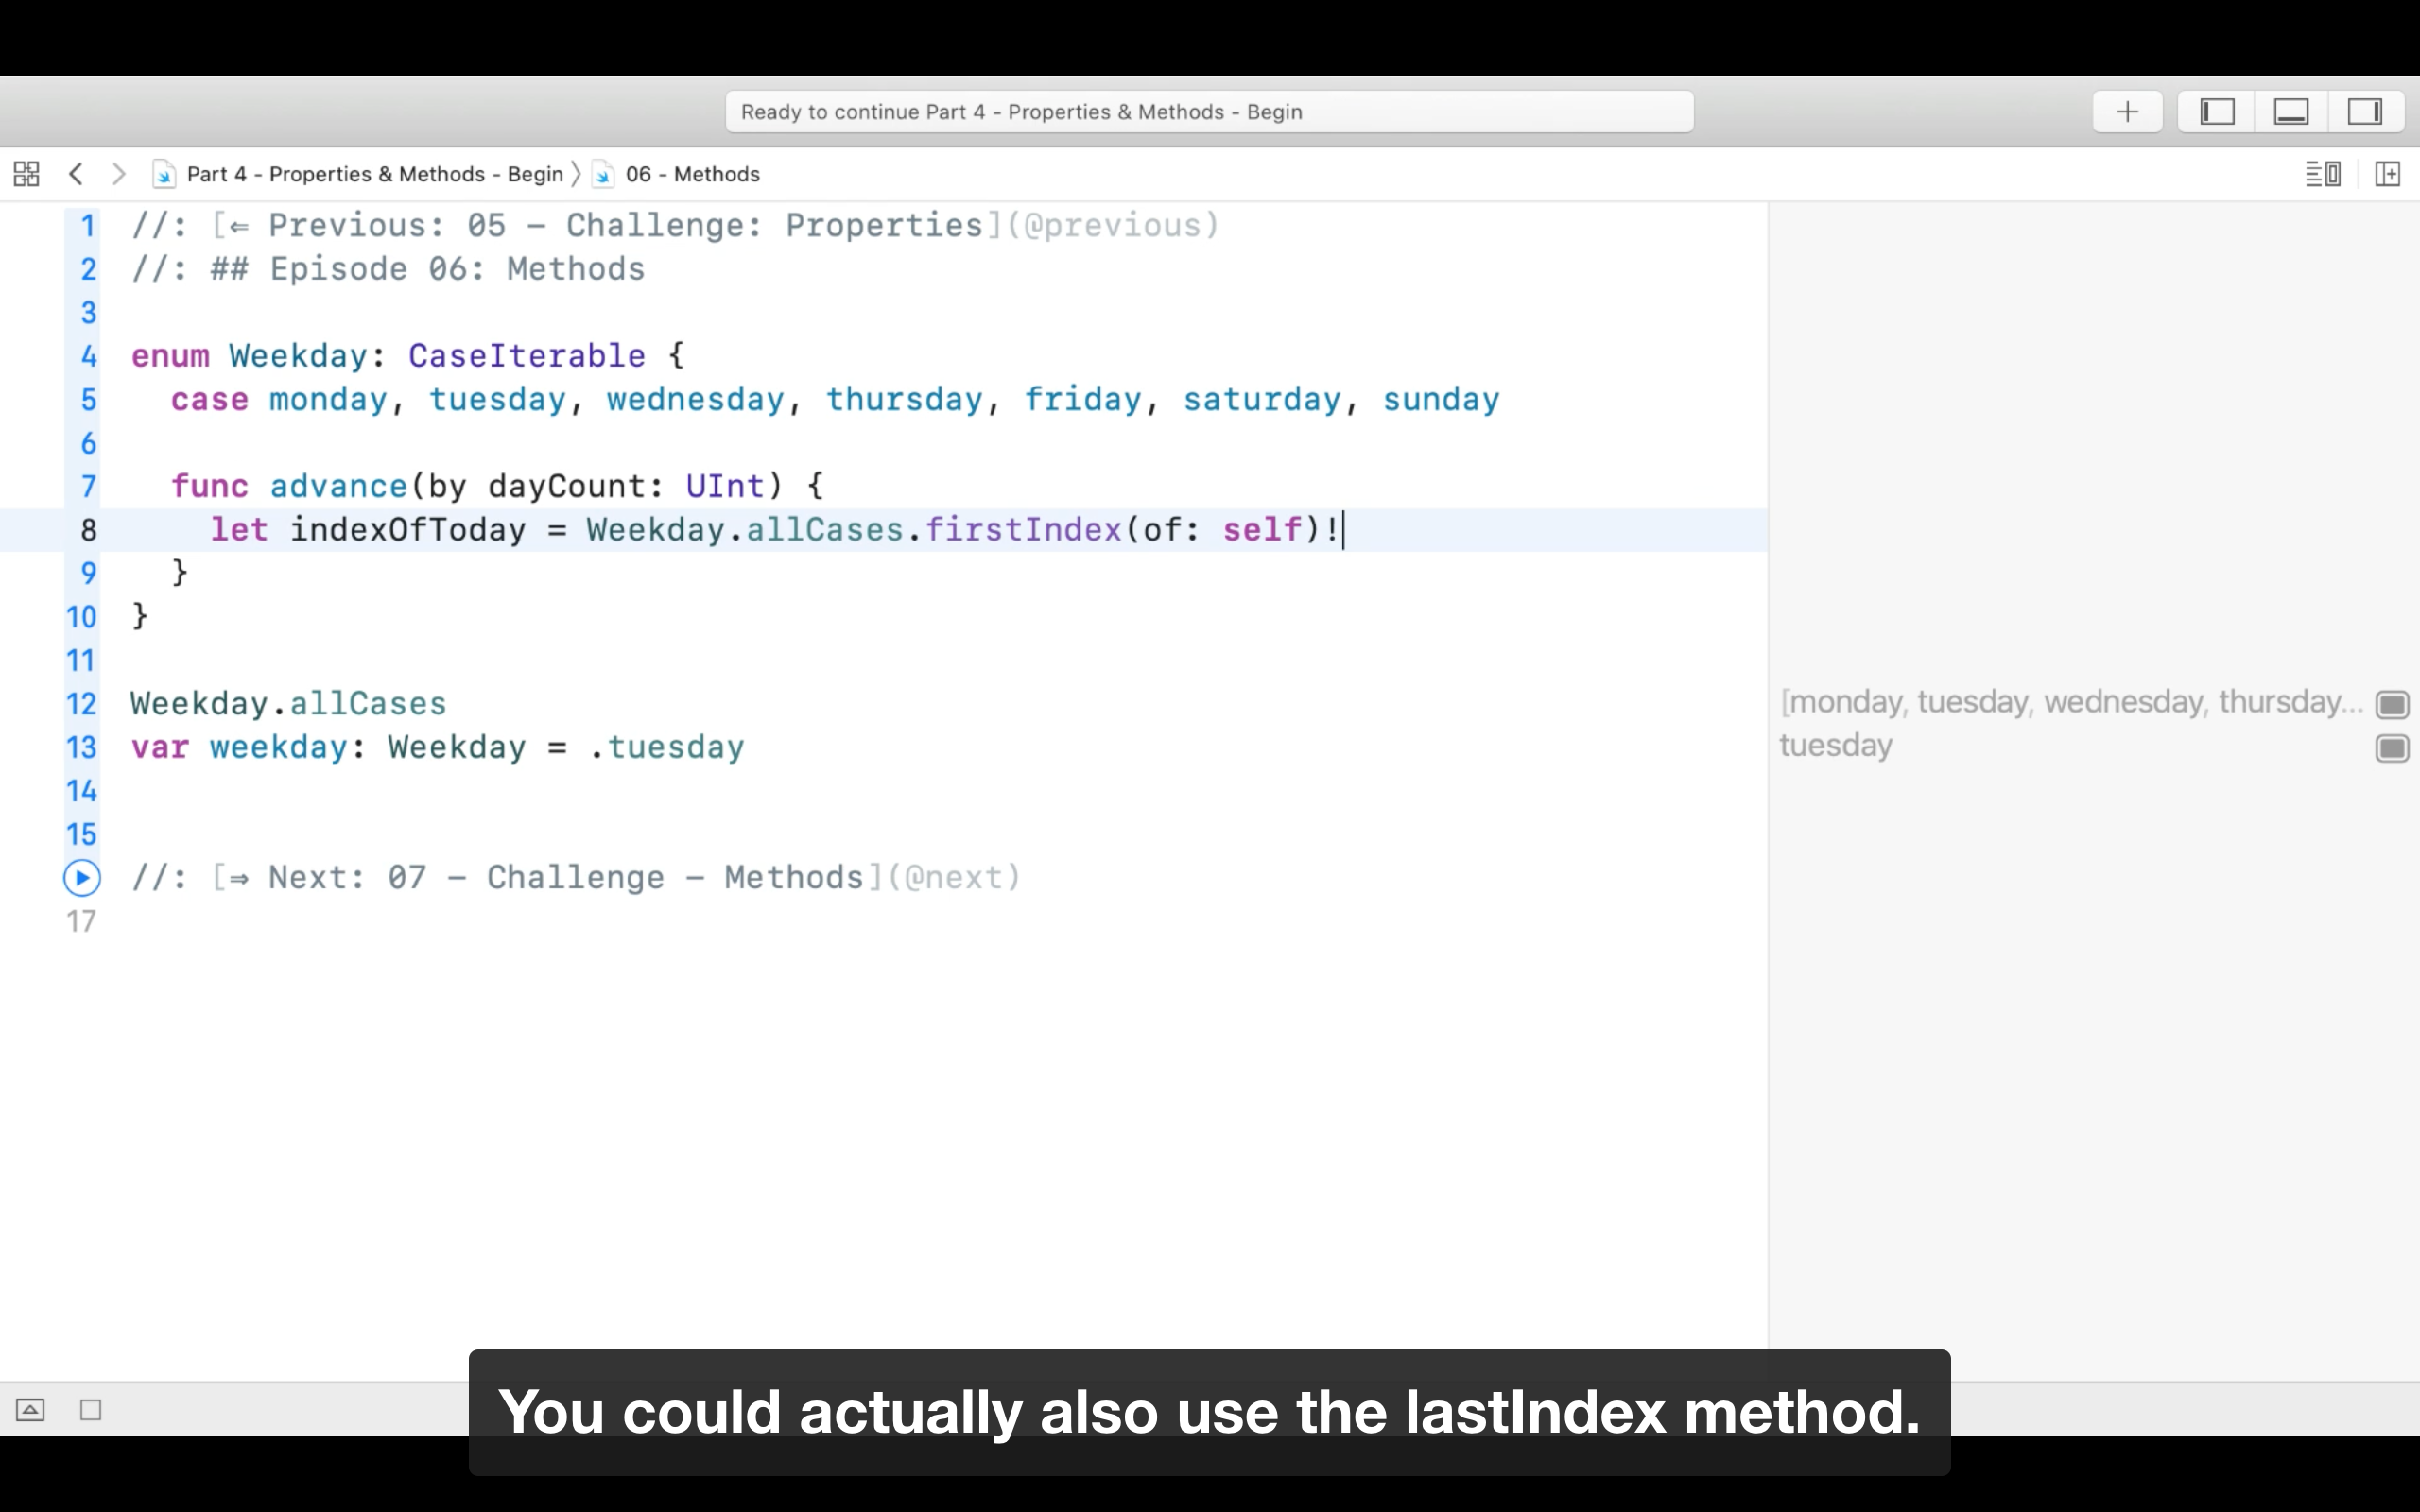 Ready to continue Part 4 - Properties & Methods - Begin
Part 4 - Properties & Methods - Begin 〉 06 - Methods
1 //: [⇐ Previous: 05 - Challenge: Properties](@previous)
2 //: ## Episode 06: Methods
3
4 enum Weekday: CaseIterable {
5 case monday, tuesday, wednesday, thursday, friday, saturday, sunday
6
7 func advance(by dayCount: UInt) {
8 let indexOfToday = Weekday.allCases.firstIndex(of: self)!
9 }
10 }
11
12 Weekday.allCases [monday, tuesday, wednesday, thursday...
13 var weekday: Weekday = .tuesday tuesday
14
15
//: [⇒ Next: 07 - Challenge - Methods](@next)
17
You could actually also use the lastIndex method.